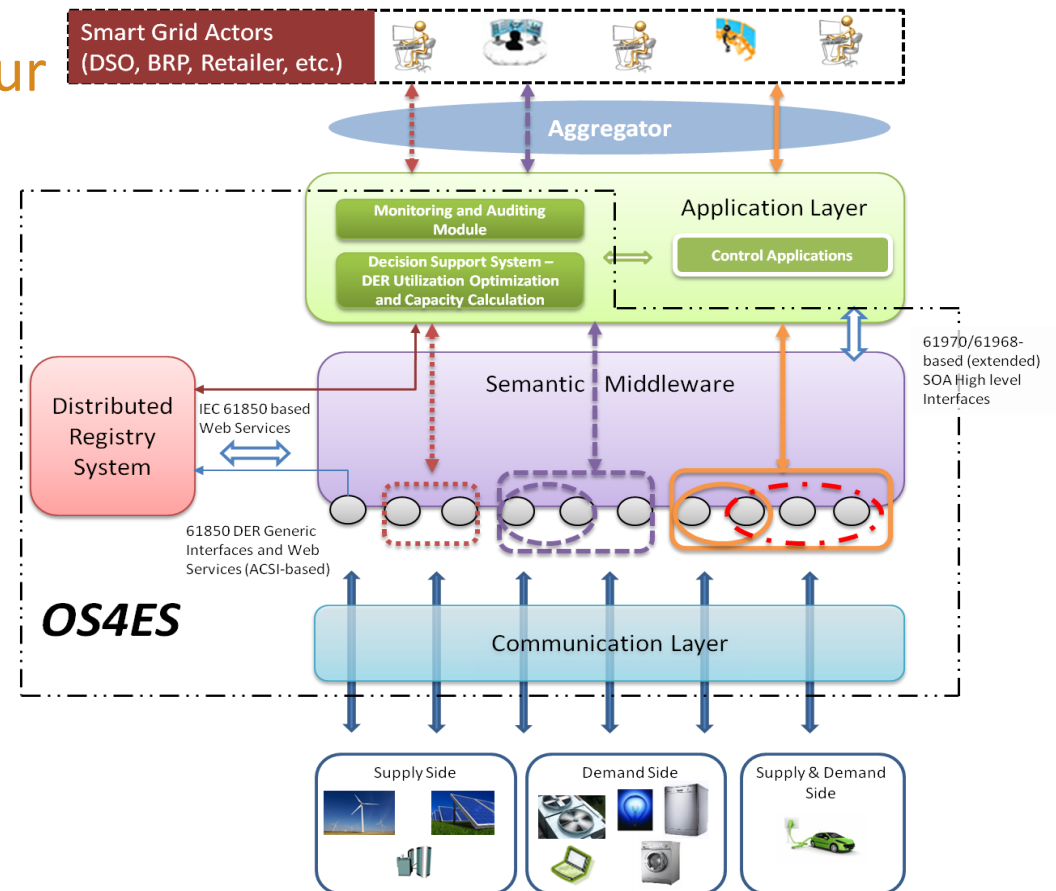 ur
Smart Grid Actors
(DSO, BRP, Retailer, etc.)
Aggregator
Application Layer
Monitoring and Auditing
Module
Control Applications
Decision Support System –
DER Utilization Optimization
and Capacity Calculation
61970/61968-
based (extended)
SOA High level
Interfaces
Semantic Middleware
Distributed
Registry
System
IEC 61850 based
Web Services
61850 DER Generic
Interfaces and Web
Services (ACSI-based)
OS4ES
Communication Layer
Supply Side
Demand Side
Supply & Demand
Side